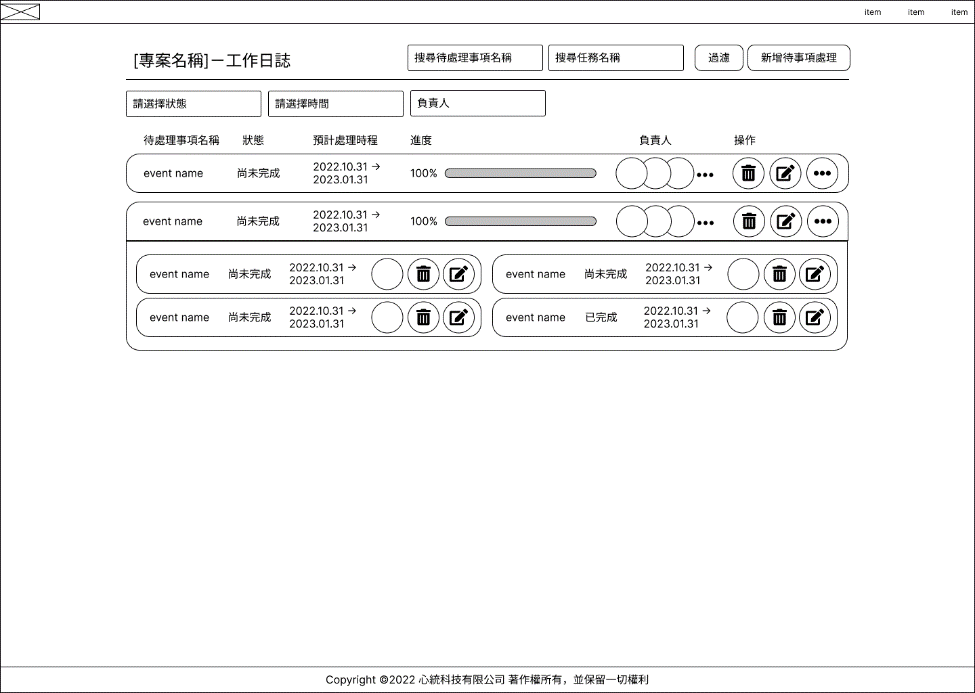 item item item
[專案名稱]－工作日誌
搜尋待處理事項名稱
搜尋任務名稱
過濾
新增待事項處理
請選擇狀態
請選擇時間
負責人
待處理事項名稱 狀態 預計處理時程 進度 負責人 操作
event name 尚未完成 2022.10.31 →
2023.01.31
100%
event name 尚未完成 2022.10.31 →
2023.01.31
100%
event name 尚未完成 2022.10.31 →
2023.01.31
event name 尚未完成 2022.10.31 →
2023.01.31
event name 尚未完成 2022.10.31 →
2023.01.31
event name 已完成 2022.10.31 →
2023.01.31
Copyright ©2022 心統科技有限公司 著作權所有，並保留一切權利